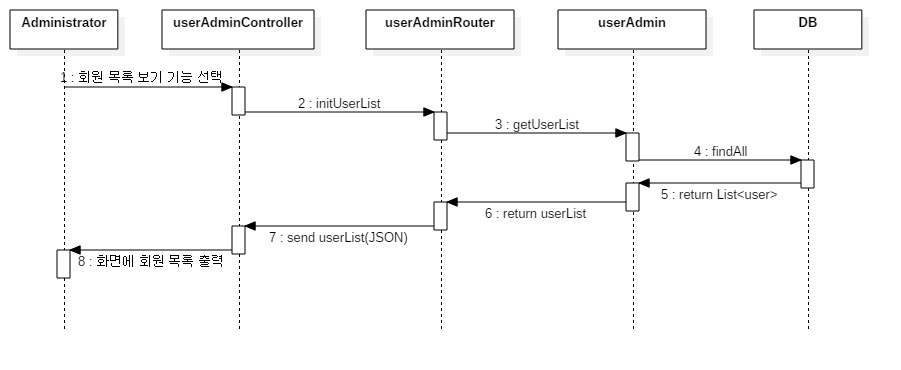 Administrator
userAdminController
userAdminRouter
userAdmin
DB
1 : 회원 목록 보기 기능 선택
2 : initUserList
3 : getUserList
4 : findAll
5 : return List<user>
6 : return userList
7 : send userList(JSON)
8 : 화면에 회원 목록 출력